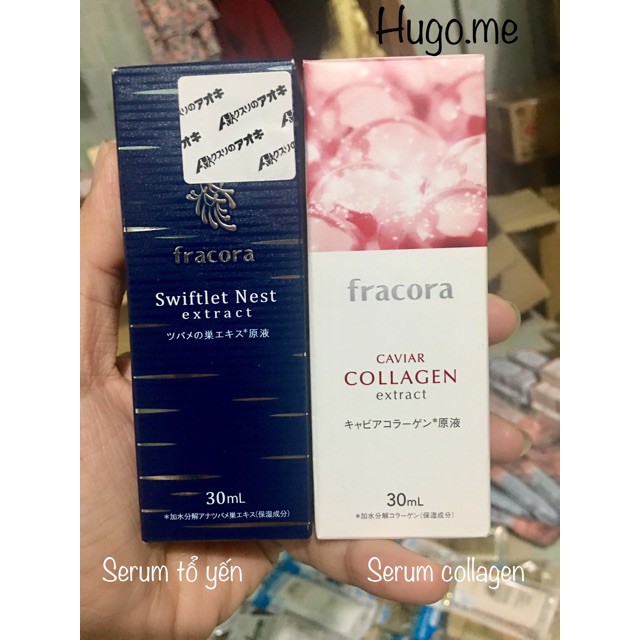 Hugo.me
クスリのアオキ
クスリのアオキ
クスリのアオキ
fracora
Swiftlet Nest
extract
ツバメの巣エキス*原液
30mL
*加水分解アナツバメ巣エキス(保湿成分)
fracora
CAVIAR
COLLAGEN
extract
キャビアコラーゲン*原液
30mL
*加水分解コラーゲン(保湿成分)
Serum tổ yến
Serum collagen